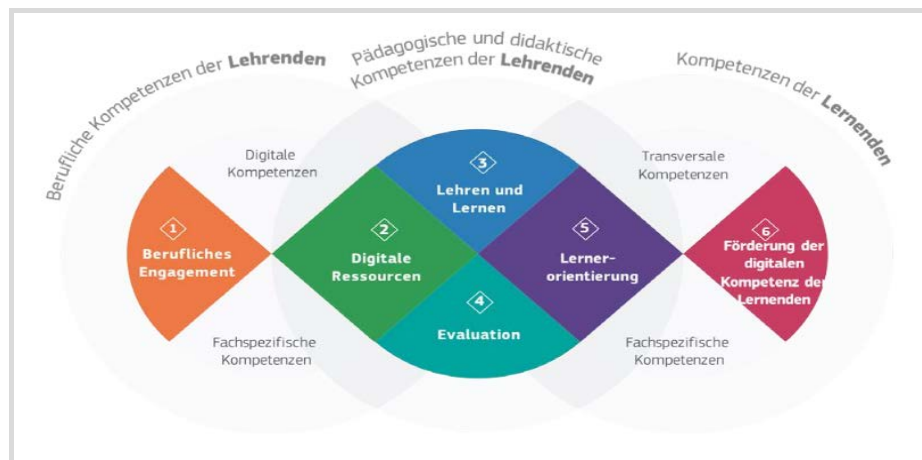 Berufliche Kompetenzen der Lehrenden
Pädagogische und didaktische
Kompetenzen der Lehrenden
Kompetenzen der Lernenden
Digitale
Kompetenzen
Transversale
Kompetenzen
1
Berufliches
Engagement
2
Digitale
Ressourcen
3
Lehren und
Lernen
4
Evaluation
5
Lerner-
orientierung
6
Förderung der
digitalen
Kompetenz der
Lernenden
Fachspezifische
Kompetenzen
Fachspezifische
Kompetenzen